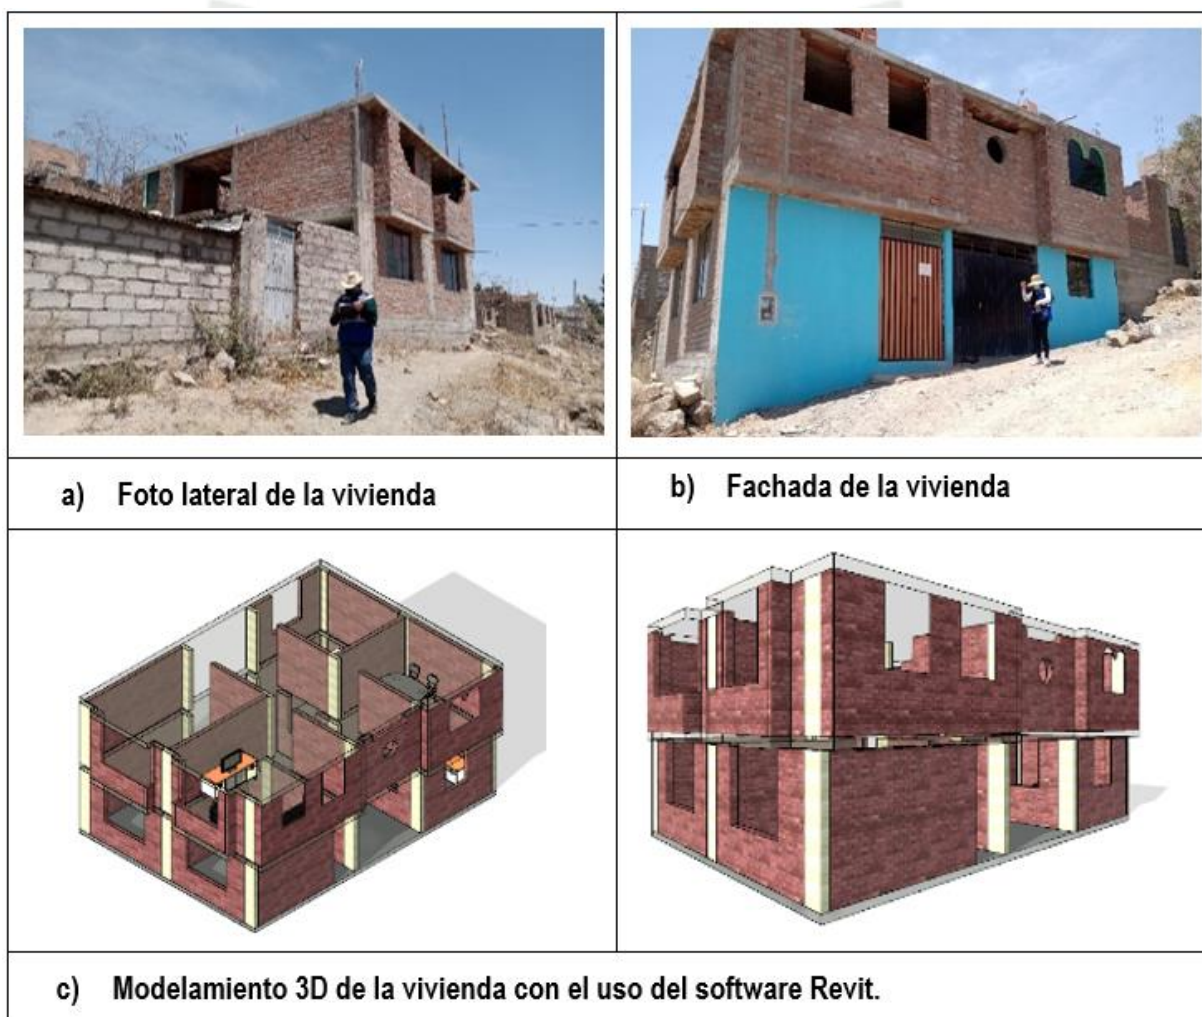 a) Foto lateral de la vivienda
b) Fachada de la vivienda
c) Modelamiento 3D de la vivienda con el uso del software Revit.